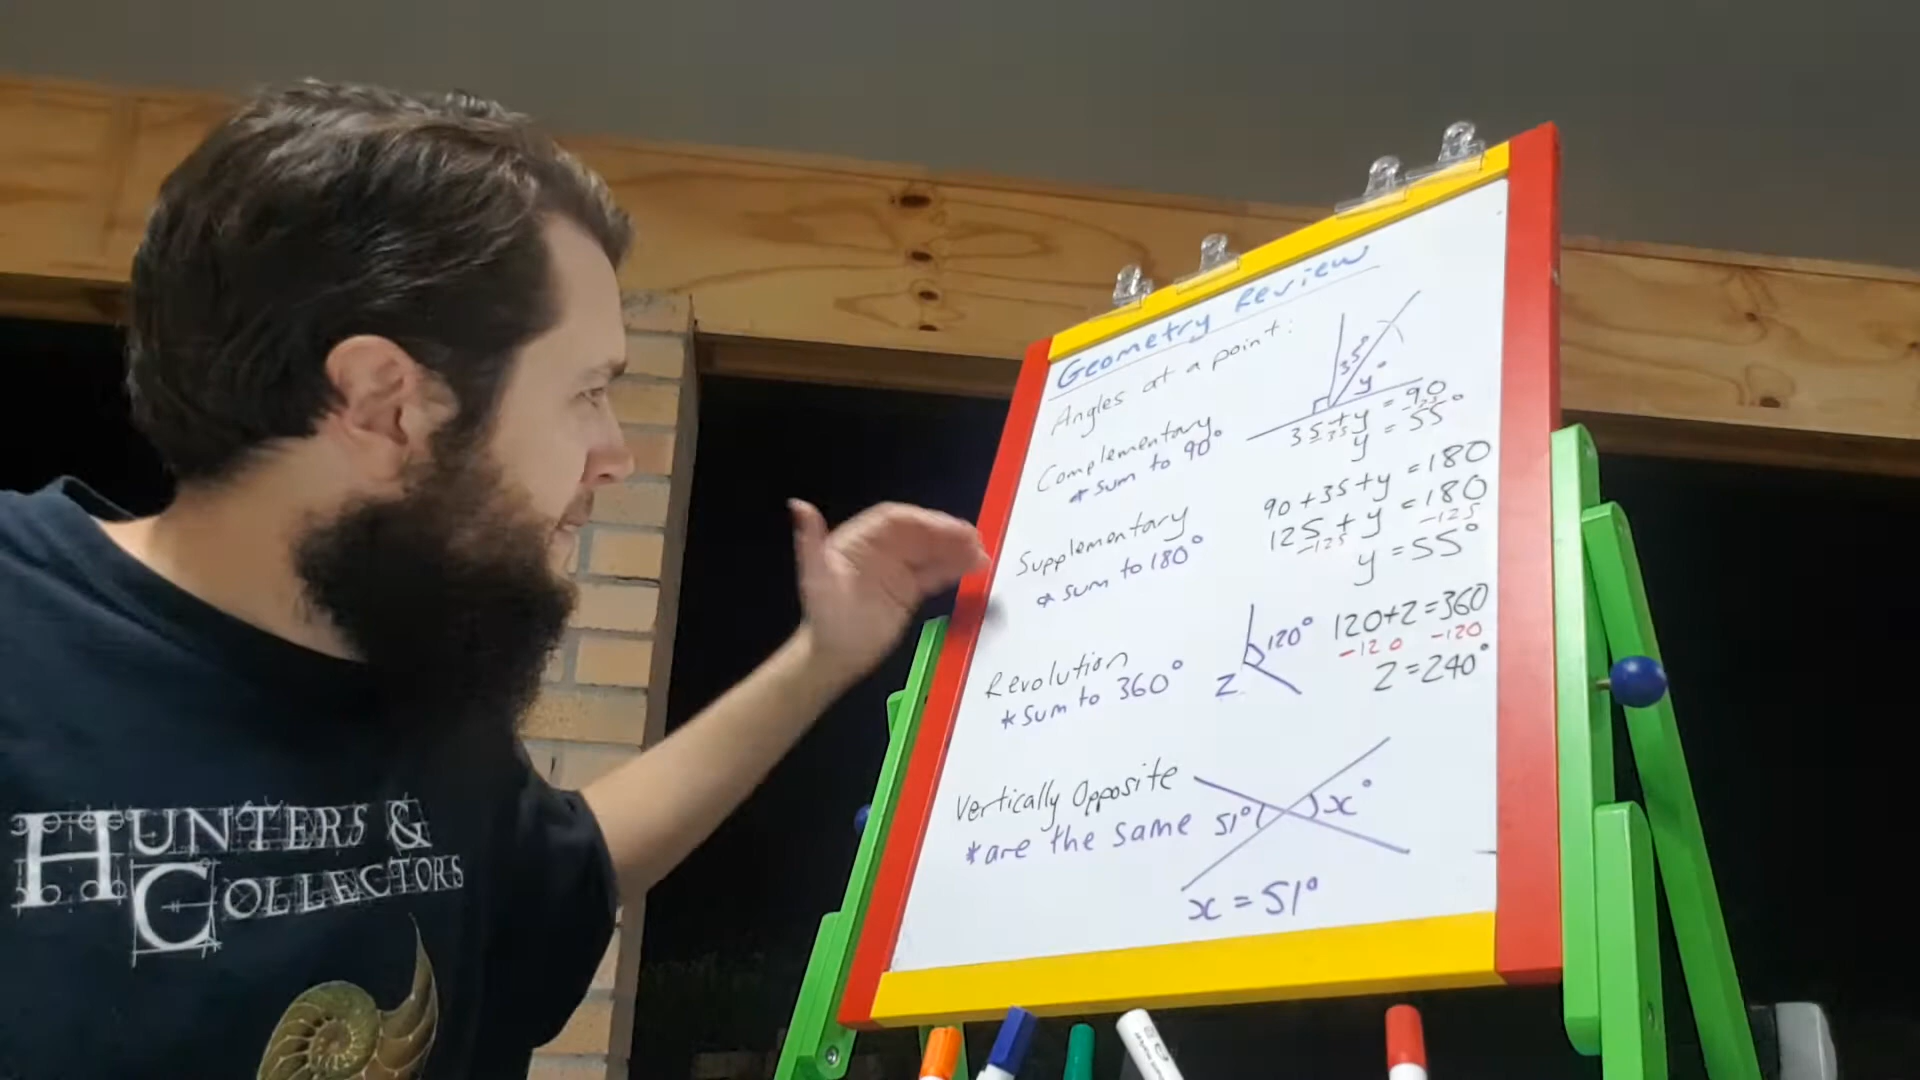 Geometry Review
Angles at a point:
35°
y°
Complementary
* sum to 90°
35+y = 90
-35 -35
y = 55°
Supplementary
* sum to 180°
90+35+y = 180
125+y = 180
-125 -125
y = 55°
Revolution
* Sum to 360°
120°
Z
120+Z=360
-120 -120
Z=240°
Vertically Opposite
* are the same
51°
x°
x = 51°
HUNTERS &
COLLECTORS